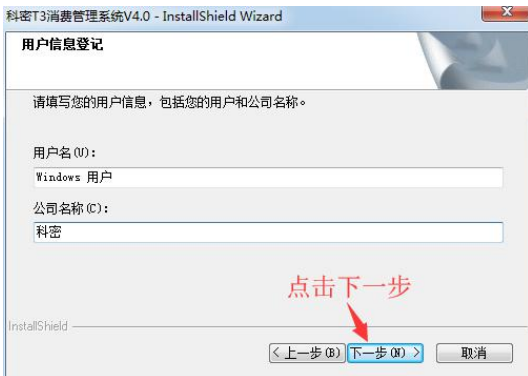 科密T3消费管理系统V4.0 - InstallShield Wizard
用户信息登记
请填写您的用户信息，包括您的用户和公司名称。
用户名(U):
Windows 用户
公司名称(C):
科密
点击下一步
InstallShield
< 上一步(B) 下一步(N) > 取消